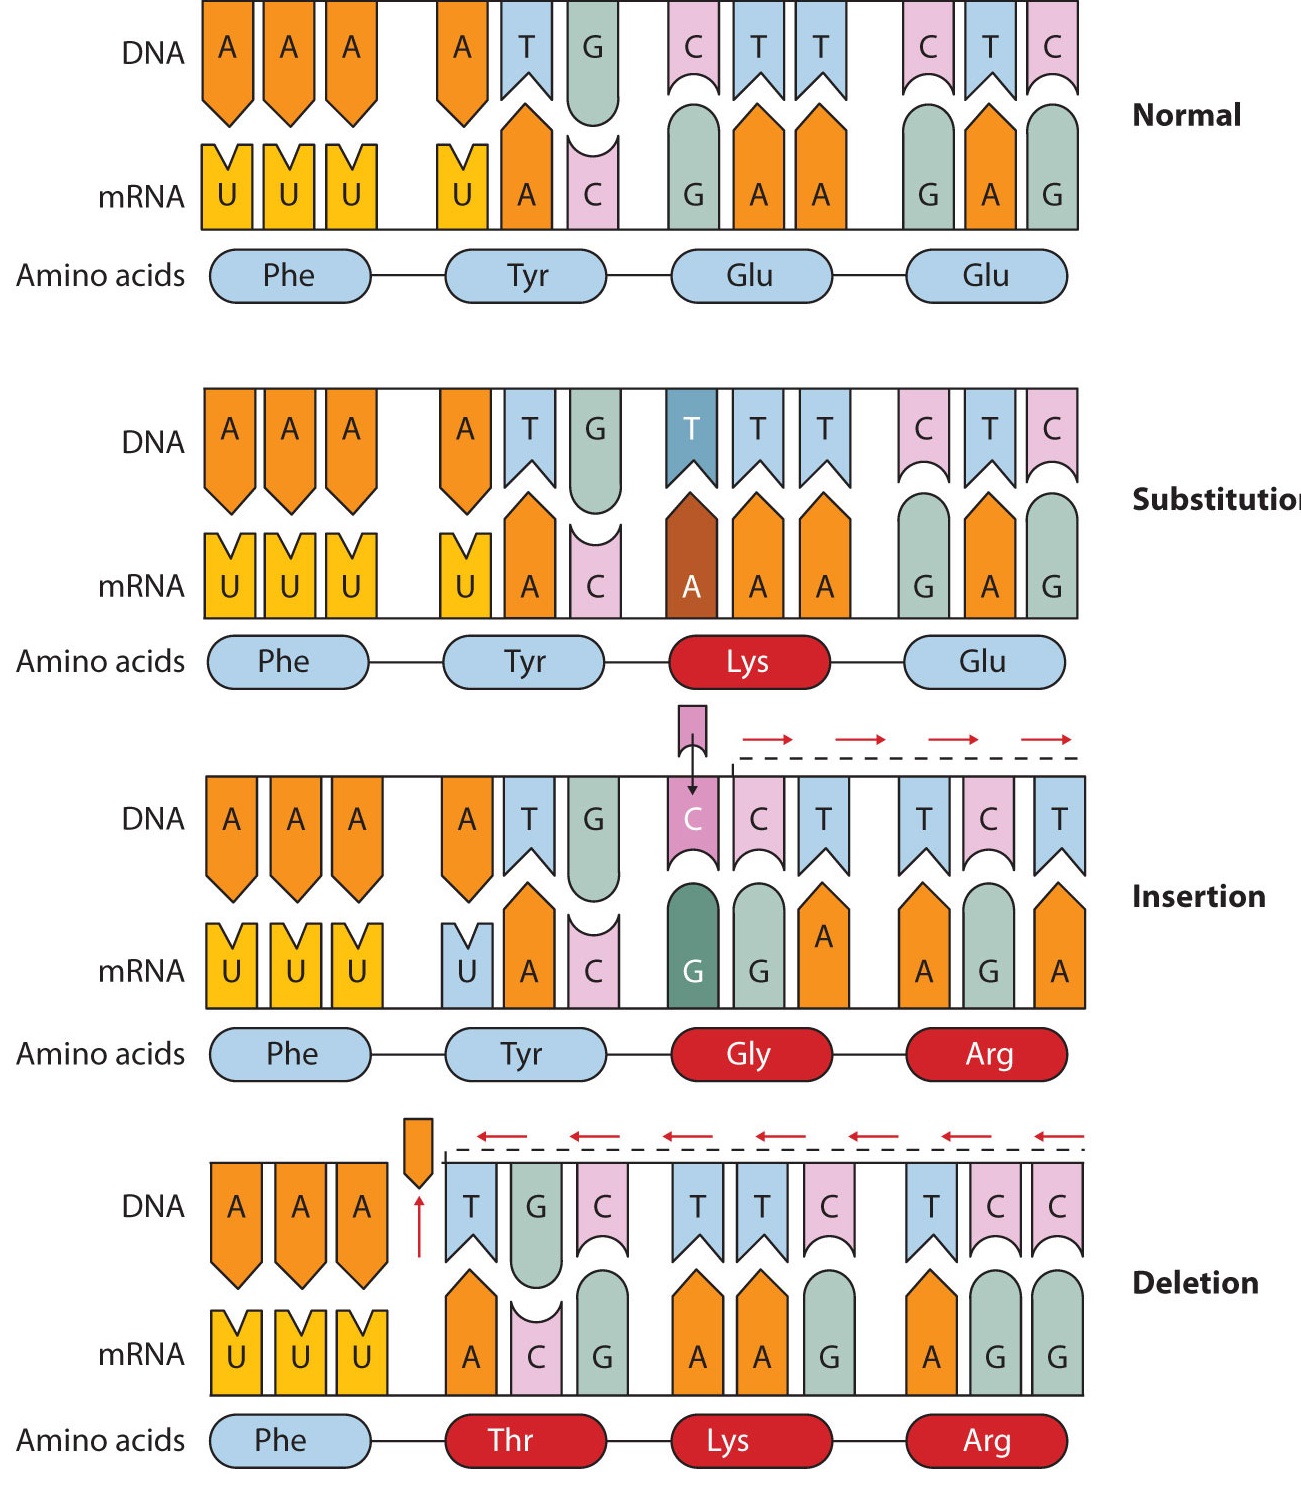 DNA A A A A T G C T T C T C
Normal
mRNA U U U U A C G A A G A G
Amino acids Phe Tyr Glu Glu
DNA A A A A T G T T T C T C
Substitution
mRNA U U U U A C A A A G A G
Amino acids Phe Tyr Lys Glu
DNA A A A A T G C C T T C T
Insertion
mRNA U U U U A C G G A A G A
Amino acids Phe Tyr Gly Arg
DNA A A A T G C T T C T C C
Deletion
mRNA U U U A C G A A G A G G
Amino acids Phe Thr Lys Arg